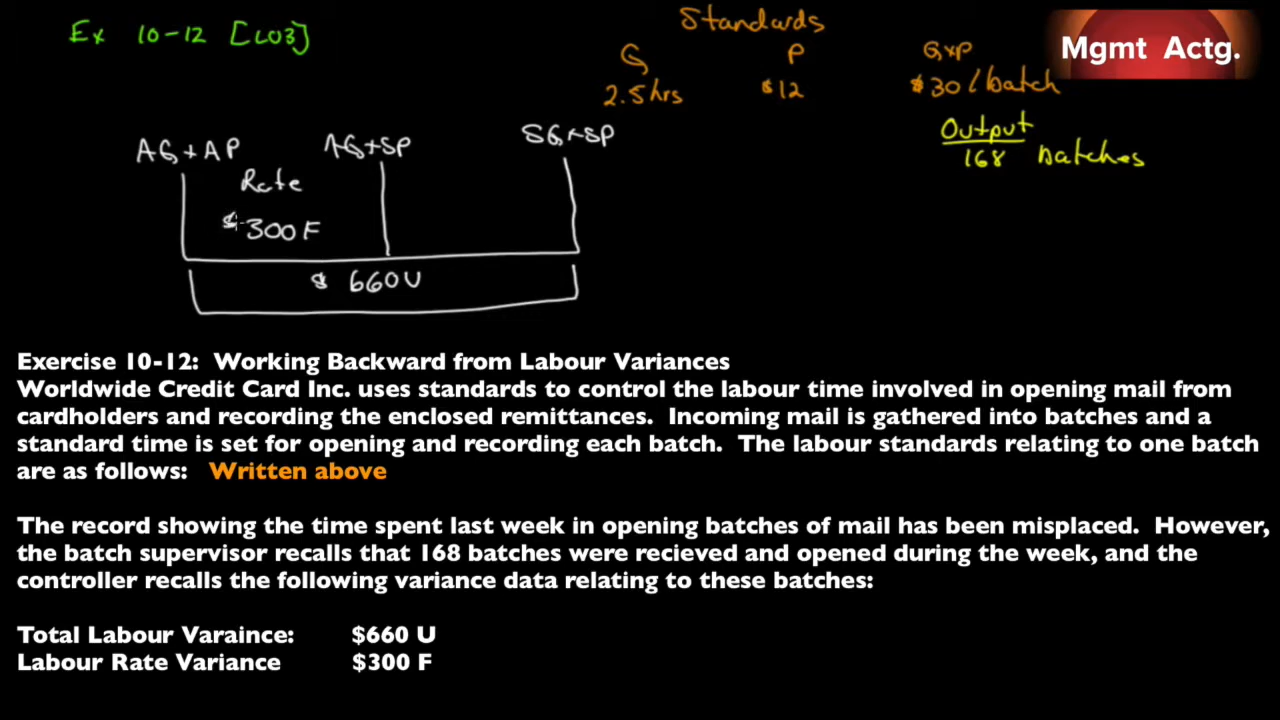 Ex 10-12 [LO3]
Standards
Q P QxP
2.5hrs $12 $30/batch
Mgmt Actg.
Output
168 batches
AQ+AP AQ+SP SQ+SP
Rate
$300F
$ 660U
Exercise 10-12: Working Backward from Labour Variances
Worldwide Credit Card Inc. uses standards to control the labour time involved in opening mail from
cardholders and recording the enclosed remittances. Incoming mail is gathered into batches and a
standard time is set for opening and recording each batch. The labour standards relating to one batch
are as follows: Written above
The record showing the time spent last week in opening batches of mail has been misplaced. However,
the batch supervisor recalls that 168 batches were recieved and opened during the week, and the
controller recalls the following variance data relating to these batches:
Total Labour Varaince: $660 U
Labour Rate Variance $300 F